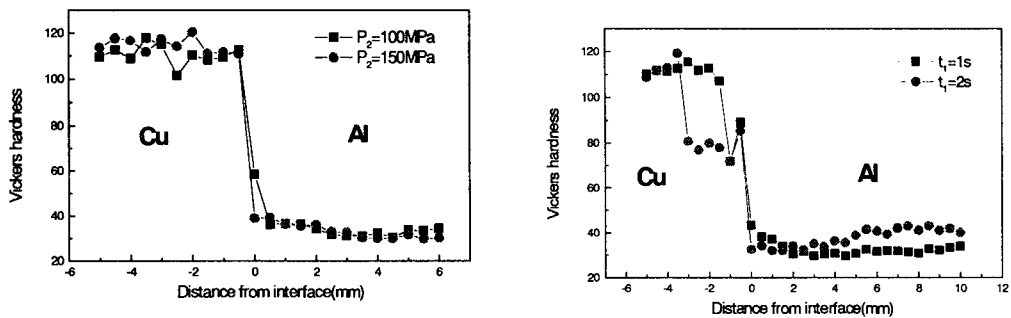 P₂=100MPa
P₂=150MPa
120
100
80
60
40
20
Vickers hardness
Cu
Al
-6 -4 -2 0 2 4 6
Distance from interface(mm)
t₁=1s
t₁=2s
120
100
80
60
40
20
Vickers hardness
Cu
Al
-6 -4 -2 0 2 4 6 8 10 12
Distance from interface(mm)